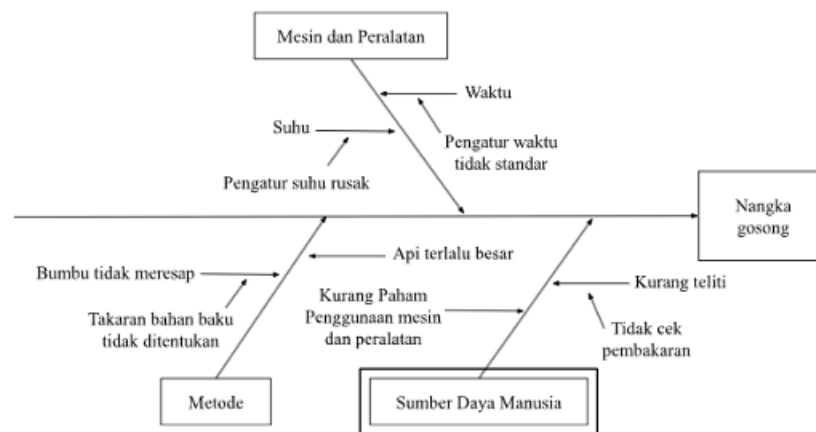 Mesin dan Peralatan
Waktu
Suhu
Pengatur waktu
tidak standar
Pengatur suhu rusak
Nangka
gosong
Api terlalu besar
Bumbu tidak meresap
Kurang teliti
Kurang Paham
Penggunaan mesin
dan peralatan
Takaran bahan baku
tidak ditentukan
Tidak cek
pembakaran
Metode
Sumber Daya Manusia